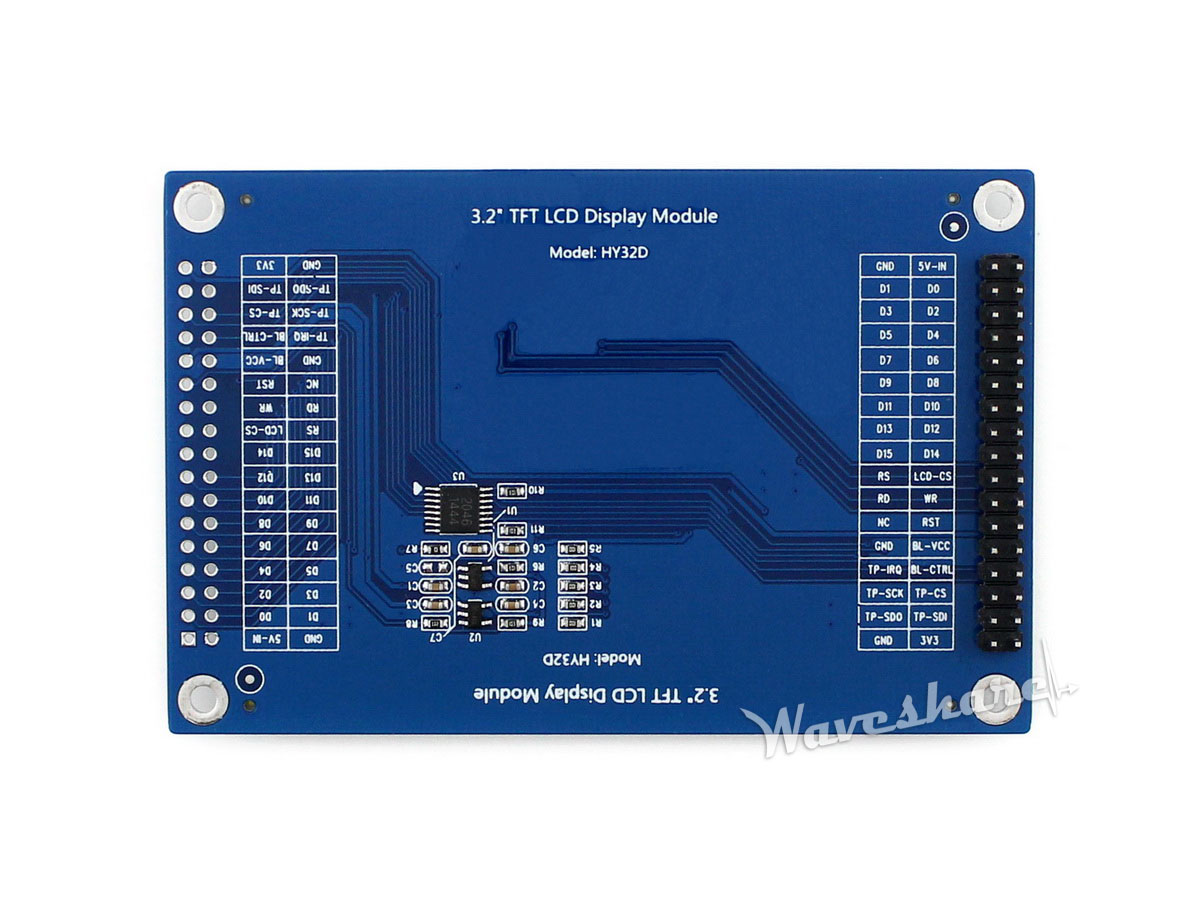 3.2" TFT LCD Display Module
Model: HY32D
3V3 GND
TP-SDI TP-SDO
TP-CS TP-SCK
BL-CTRL TP-IRQ
BL-VCC GND
RST NC
WR RD
LCD-CS RS
D14 D15
D12 D13
D10 D11
D8 D9
D6 D7
D4 D5
D2 D3
D0 D1
5V-IN GND
GND 5V-IN
D1 D0
D3 D2
D5 D4
D7 D6
D9 D8
D11 D10
D13 D12
D15 D14
RS LCD-CS
RD WR
NC RST
GND BL-VCC
TP-IRQ BL-CTRL
TP-SCK TP-CS
TP-SDO TP-SDI
GND 3V3
U3
2046
1444
R10
U1
R11
R7 C6 R5
C5 R6 R4
C1 C2 R3
C3 C4 R2
R8 R9 R1
C7 U2
Model: HY32D
3.2" TFT LCD Display Module
Waveshare